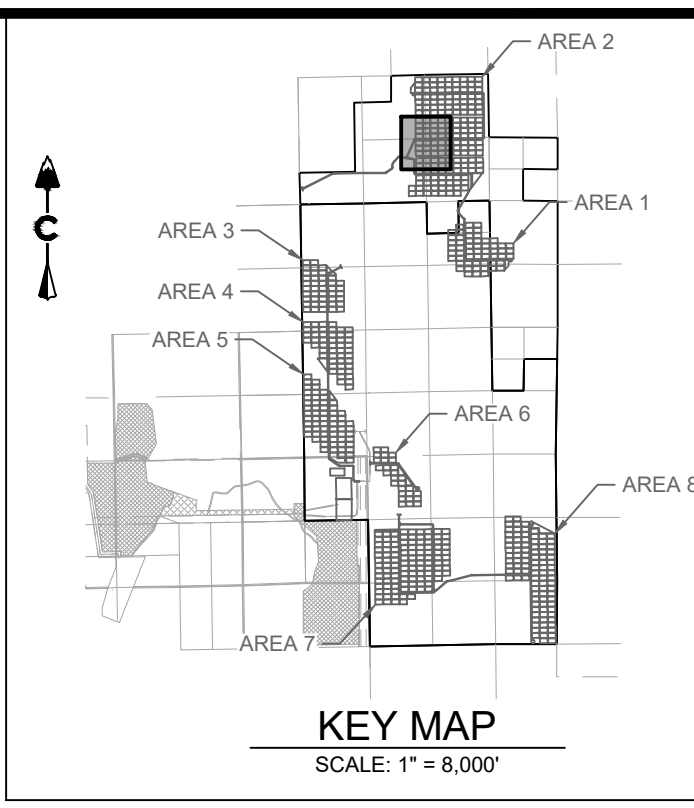 AREA 2
AREA 1
AREA 3
AREA 4
AREA 5
AREA 6
AREA 8
AREA 7
C
KEY MAP
SCALE: 1" = 8,000'